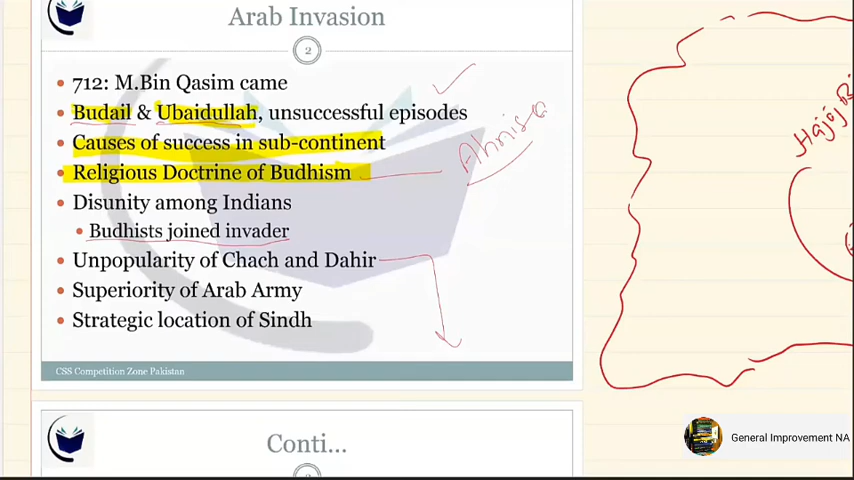 Arab Invasion
2
712: M.Bin Qasim came
Budail & Ubaidullah, unsuccessful episodes
Causes of success in sub-continent
Religious Doctrine of Budhism
Ahnisa
Disunity among Indians
Budhists joined invader
Unpopularity of Chach and Dahir
Superiority of Arab Army
Strategic location of Sindh
CSS Competition Zone Pakistan
Hajjaj
Conti...
General Improvement NA